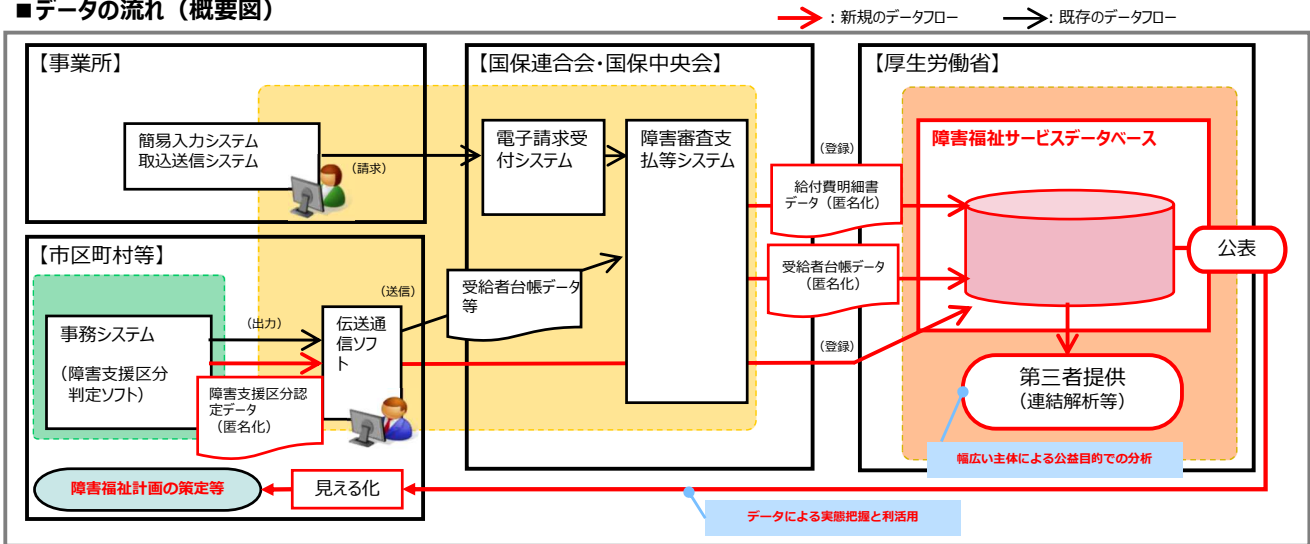 ■データの流れ（概要図）
：新規のデータフロー
：既存のデータフロー
【事業所】
簡易入力システム
取込送信システム
（請求）
【国保連合会・国保中央会】
電子請求受
付システム
障害審査支
払等システム
【厚生労働省】
障害福祉サービスデータベース
（登録）
給付費明細書
データ（匿名化）
受給者台帳データ
（匿名化）
（登録）
公表
【市区町村等】
事務システム
（障害支援区分
判定ソフト）
（出力）
（送信）
伝送通
信ソフ
ト
受給者台帳データ
等
障害支援区分認
定データ
（匿名化）
第三者提供
（連結解析等）
幅広い主体による公益目的での分析
障害福祉計画の策定等
見える化
データによる実態把握と利活用